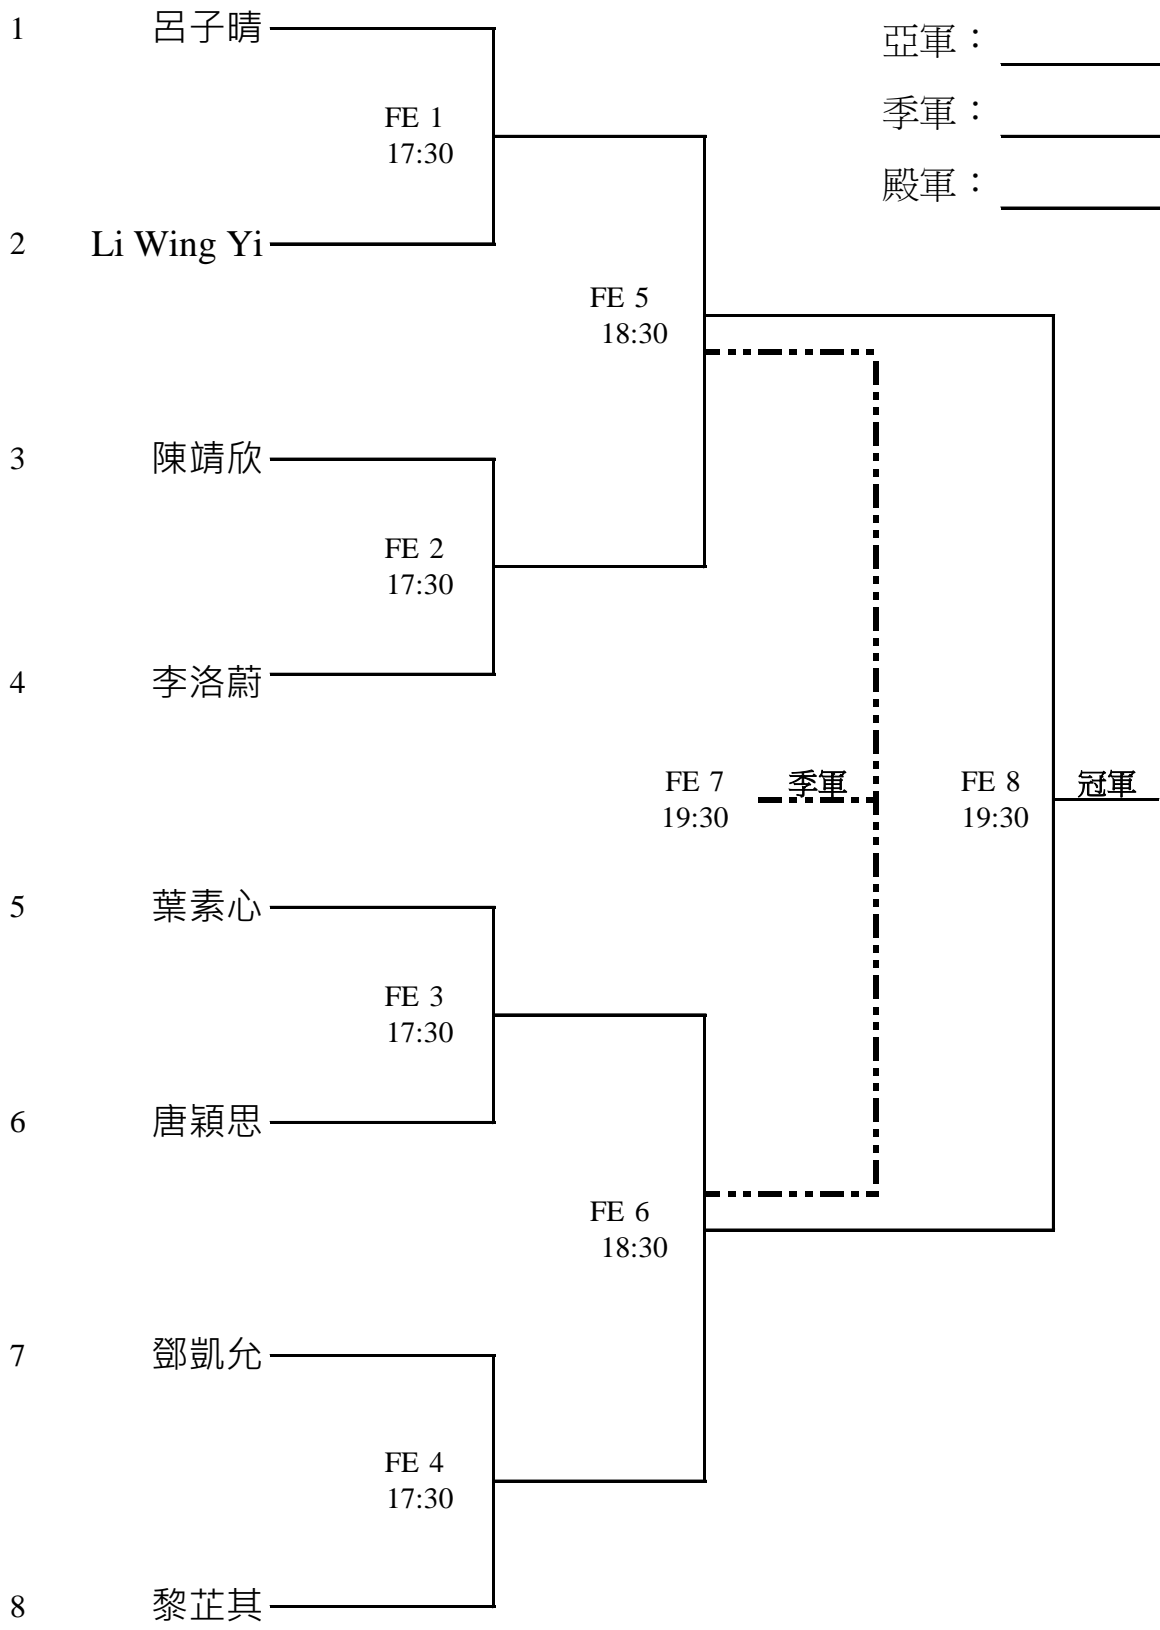 1 呂子晴
亞軍：
FE 1
17:30
季軍：
殿軍：
2 Li Wing Yi
FE 5
18:30
3 陳靖欣
FE 2
17:30
4 李洛蔚
FE 7
19:30
季軍
FE 8
19:30
冠軍
5 葉素心
FE 3
17:30
6 唐穎思
FE 6
18:30
7 鄧凱允
FE 4
17:30
8 黎芷其